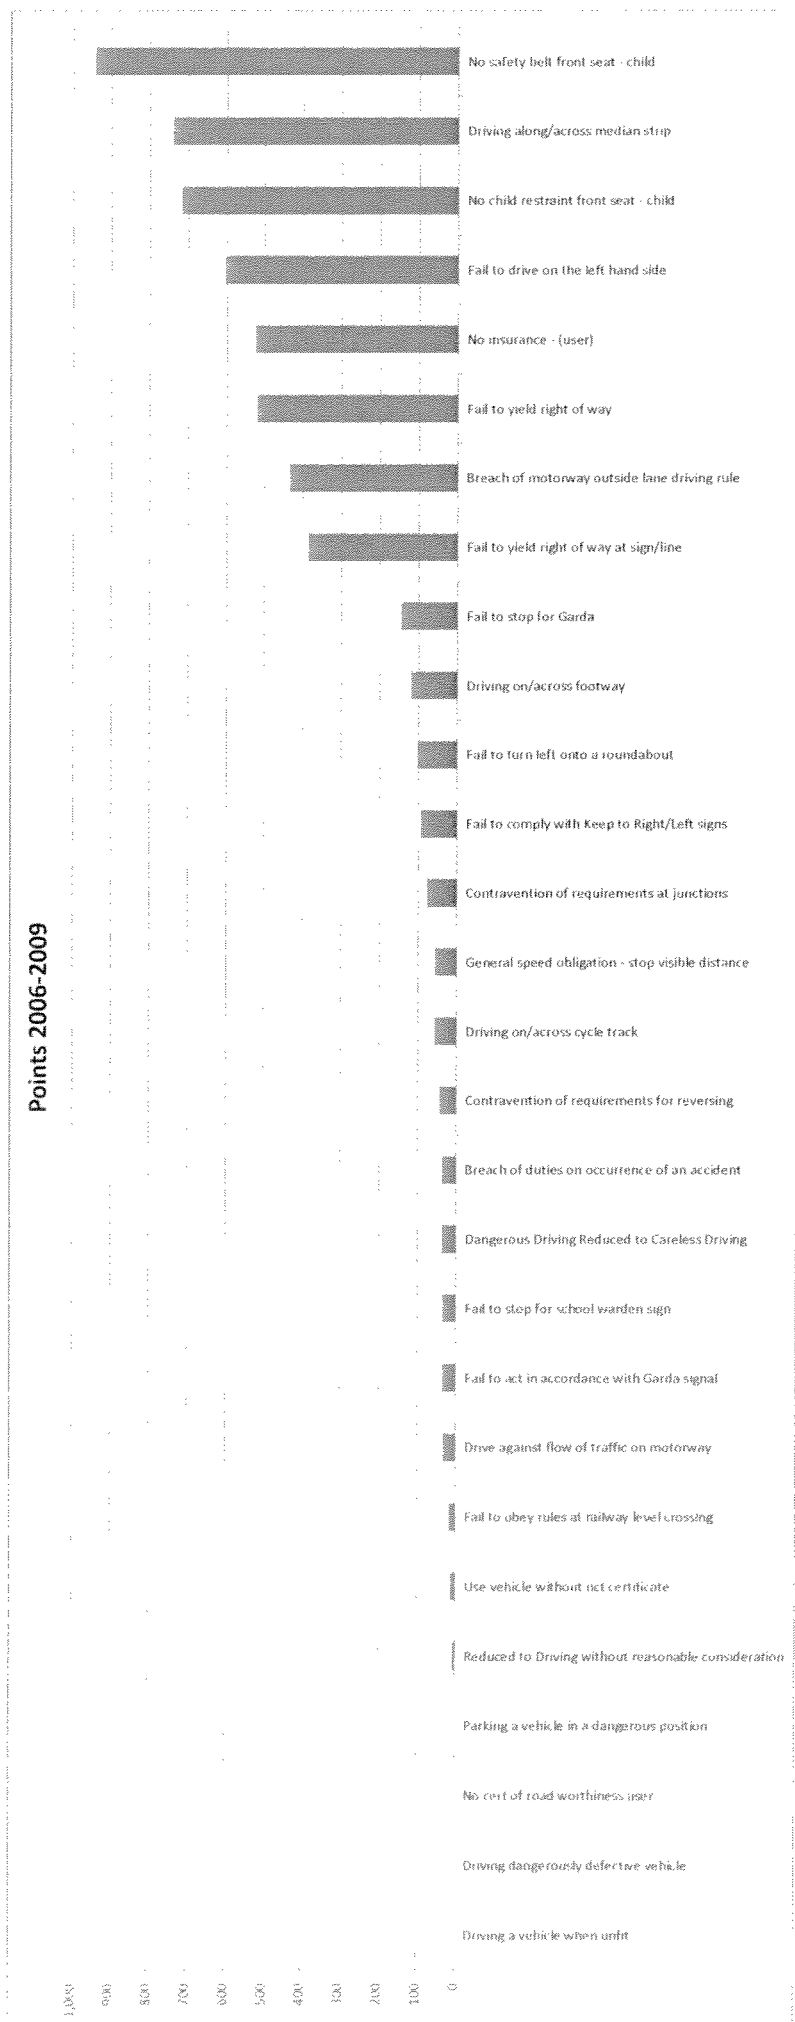 Points 2006-2009
No safety belt front seat - child
Driving along/across median strip
No child restraint front seat - child
Fail to drive on the left hand side
No insurance - (user)
Fail to yield right of way
Breach of motorway outside lane driving rule
Fail to yield right of way at sign/line
Fail to stop for Garda
Driving on/across footway
Fail to turn left onto a roundabout
Fail to comply with Keep to Right/Left signs
Contravention of requirements at junctions
General speed obligation - stop visible distance
Driving on/across cycle track
Contravention of requirements for reversing
Breach of duties on occurrence of an accident
Dangerous Driving Reduced to Careless Driving
Fail to stop for school warden sign
Fail to act in accordance with Garda signal
Drive against flow of traffic on motorway
Fail to obey rules at railway level crossing
Use vehicle without nct certificate
Reduced to Driving without reasonable consideration
Parking a vehicle in a dangerous position
No cert of road worthiness user
Driving dangerously defective vehicle
Driving a vehicle when unfit
1,000
900
800
700
600
500
400
300
200
100
0